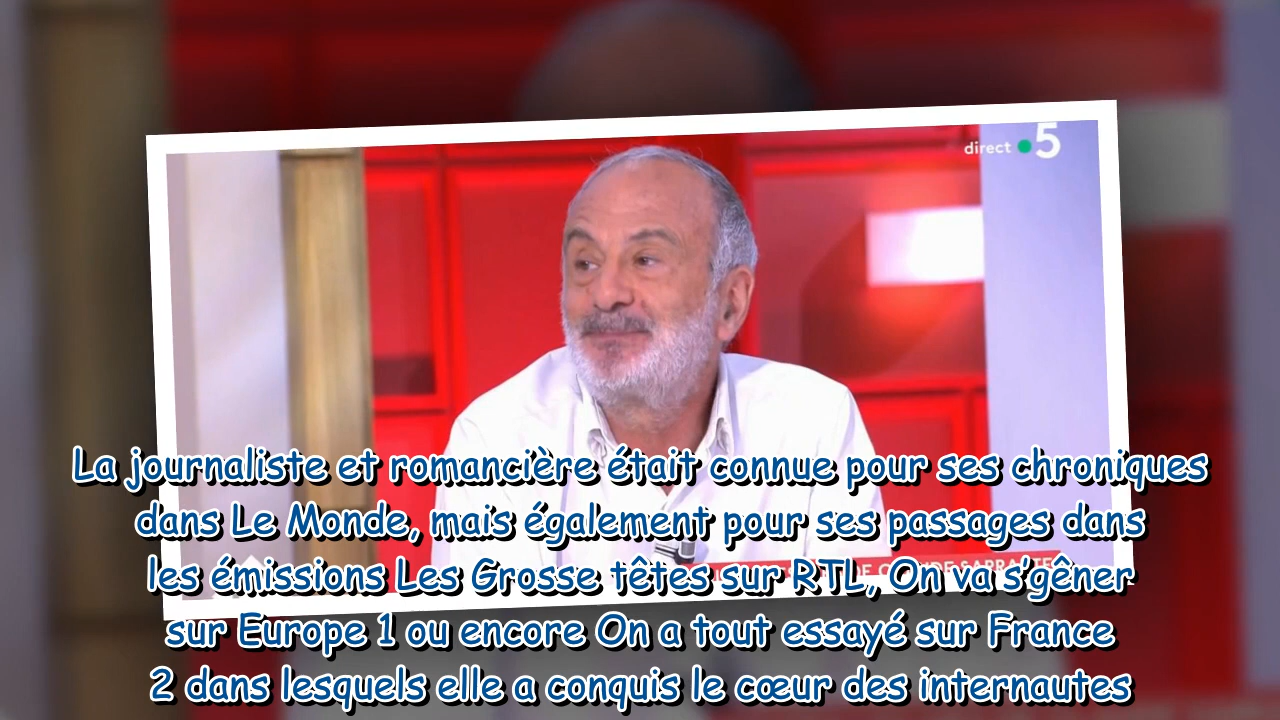 direct 5
La journaliste et romancière était connue pour ses chroniques
dans Le Monde, mais également pour ses passages dans
les émissions Les Grosse têtes sur RTL, On va s'gêner
sur Europe 1 ou encore On a tout essayé sur France
2 dans lesquels elle a conquis le cœur des internautes